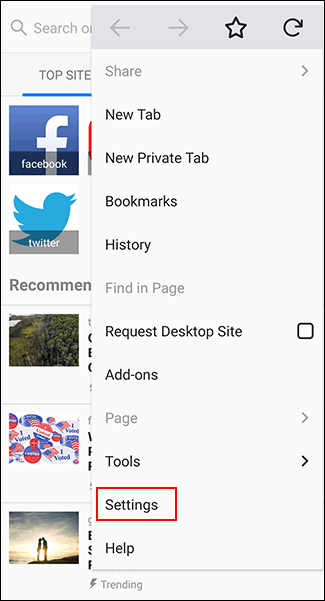 Search or
TOP SITE
Share
New Tab
facebook
New Private Tab
Bookmarks
twitter
History
Recommen
Find in Page
Request Desktop Site
Add-ons
I Voted
Page
Tools
Settings
Help
Trending